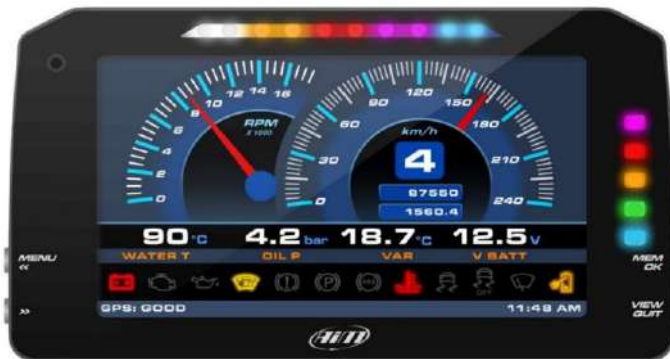 0 2 4 6 8 10 12 14 16
RPM
X 1000
0 30 60 90 120 150 180 210 240
km/h
4
87550
1560.4
90 °C 4.2 bar 18.7 °C 12.5 V
WATER T OIL P VAR V BATT
MENU
<<
MEM
OK
(P)
OFF
>>
VIEW
QUIT
GPS: GOOD 11:48 AM
AiM